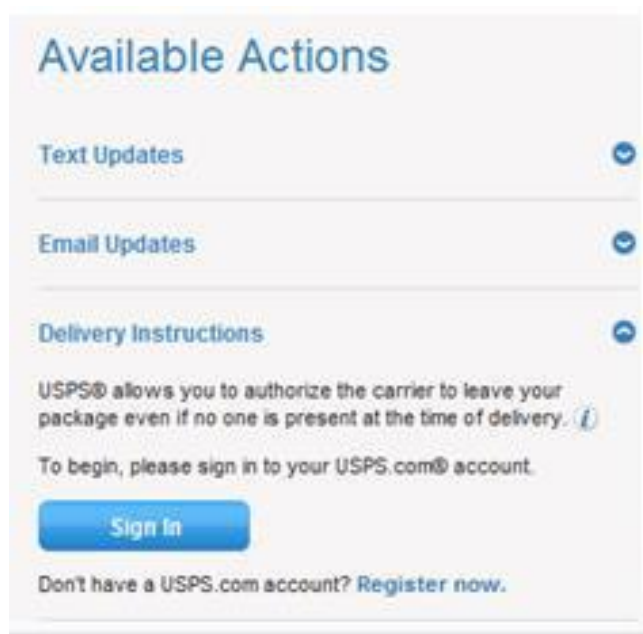 Available Actions
Text Updates
Email Updates
Delivery Instructions
USPS® allows you to authorize the carrier to leave your
package even if no one is present at the time of delivery. i
To begin, please sign in to your USPS.com® account.
Sign In
Don't have a USPS.com account? Register now.